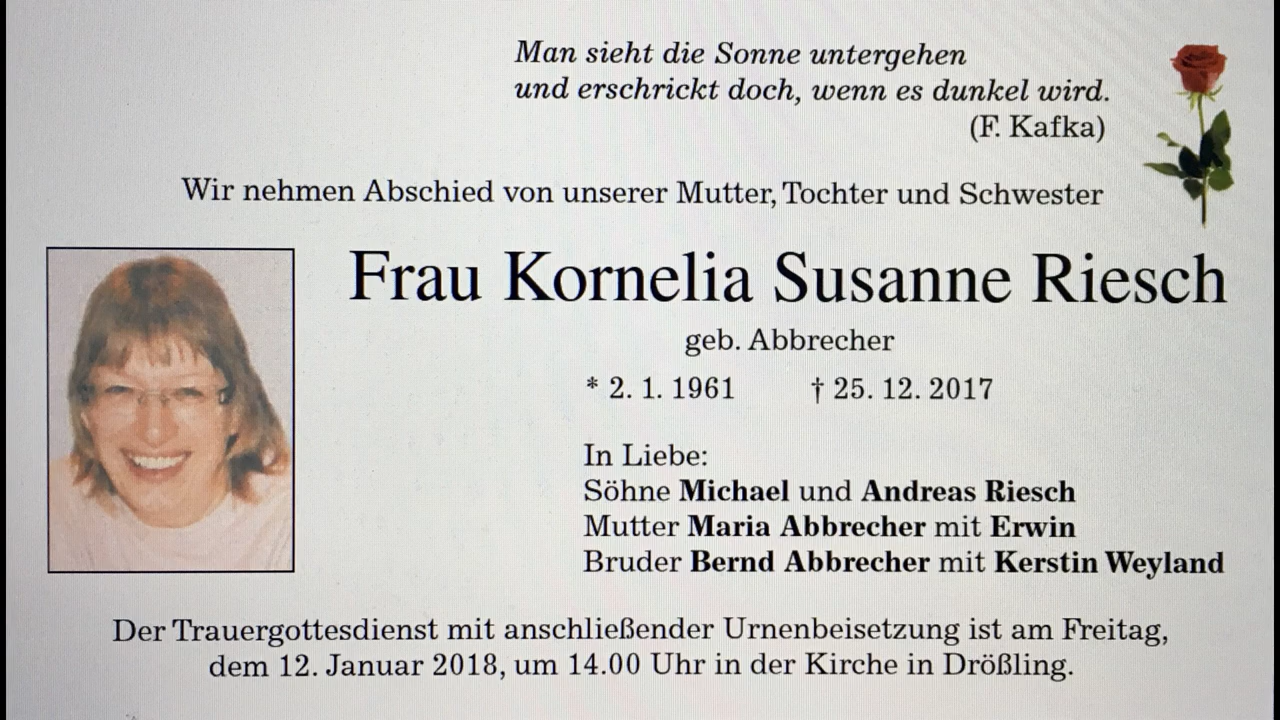 Man sieht die Sonne untergehen
und erschrickt doch, wenn es dunkel wird.
(F. Kafka)
Wir nehmen Abschied von unserer Mutter, Tochter und Schwester
Frau Kornelia Susanne Riesch
geb. Abbrecher
* 2. 1. 1961 † 25. 12. 2017
In Liebe:
Söhne Michael und Andreas Riesch
Mutter Maria Abbrecher mit Erwin
Bruder Bernd Abbrecher mit Kerstin Weyland
Der Trauergottesdienst mit anschließender Urnenbeisetzung ist am Freitag,
dem 12. Januar 2018, um 14.00 Uhr in der Kirche in Drößling.